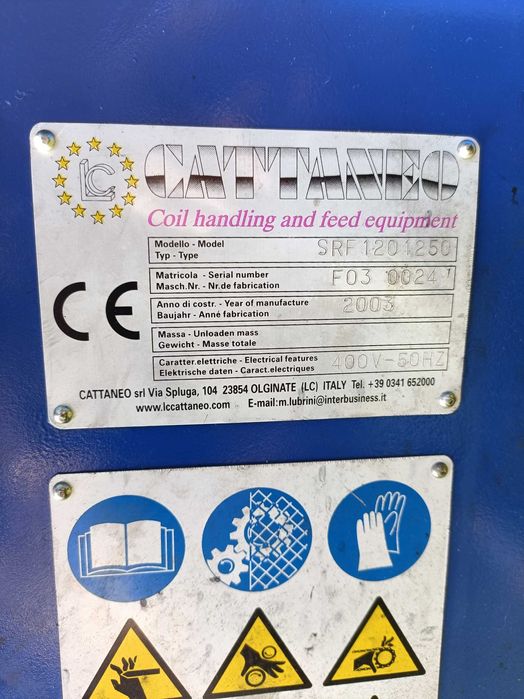 LC
CATTANEO
Coil handling and feed equipment
CE
Modello - Model
Typ - Type
SRF1201250
Matricola - Serial number
Masch.Nr. - Nr.de fabrication
F03 0024
Anno di costr. - Year of manufacture
Baujahr - Anné fabrication
2003
Massa - Unloaden mass
Gewicht - Masse totale
Caratter.elettriche - Electrical features
Elektrische daten - Caract.electriques
400V-50HZ
CATTANEO srl Via Spluga, 104 23854 OLGINATE (LC) ITALY Tel. +39 0341 652000
www.lccattaneo.com E-mail:m.lubrini@interbusiness.it